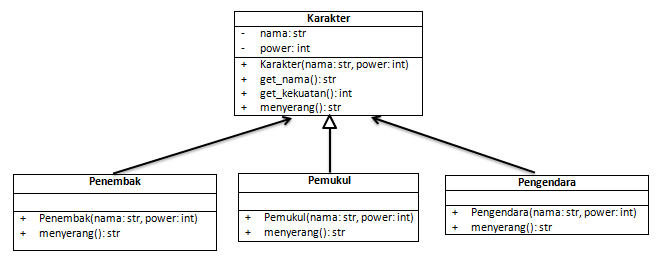 Karakter
- nama: str
- power: int
+ Karakter(nama: str, power: int)
+ get_nama(): str
+ get_kekuatan(): int
+ menyerang(): str
Penembak
+ Penembak(nama: str, power: int)
+ menyerang(): str
Pemukul
+ Pemukul(nama: str, power: int)
+ menyerang(): str
Pengendara
+ Pengendara(nama: str, power: int)
+ menyerang(): str